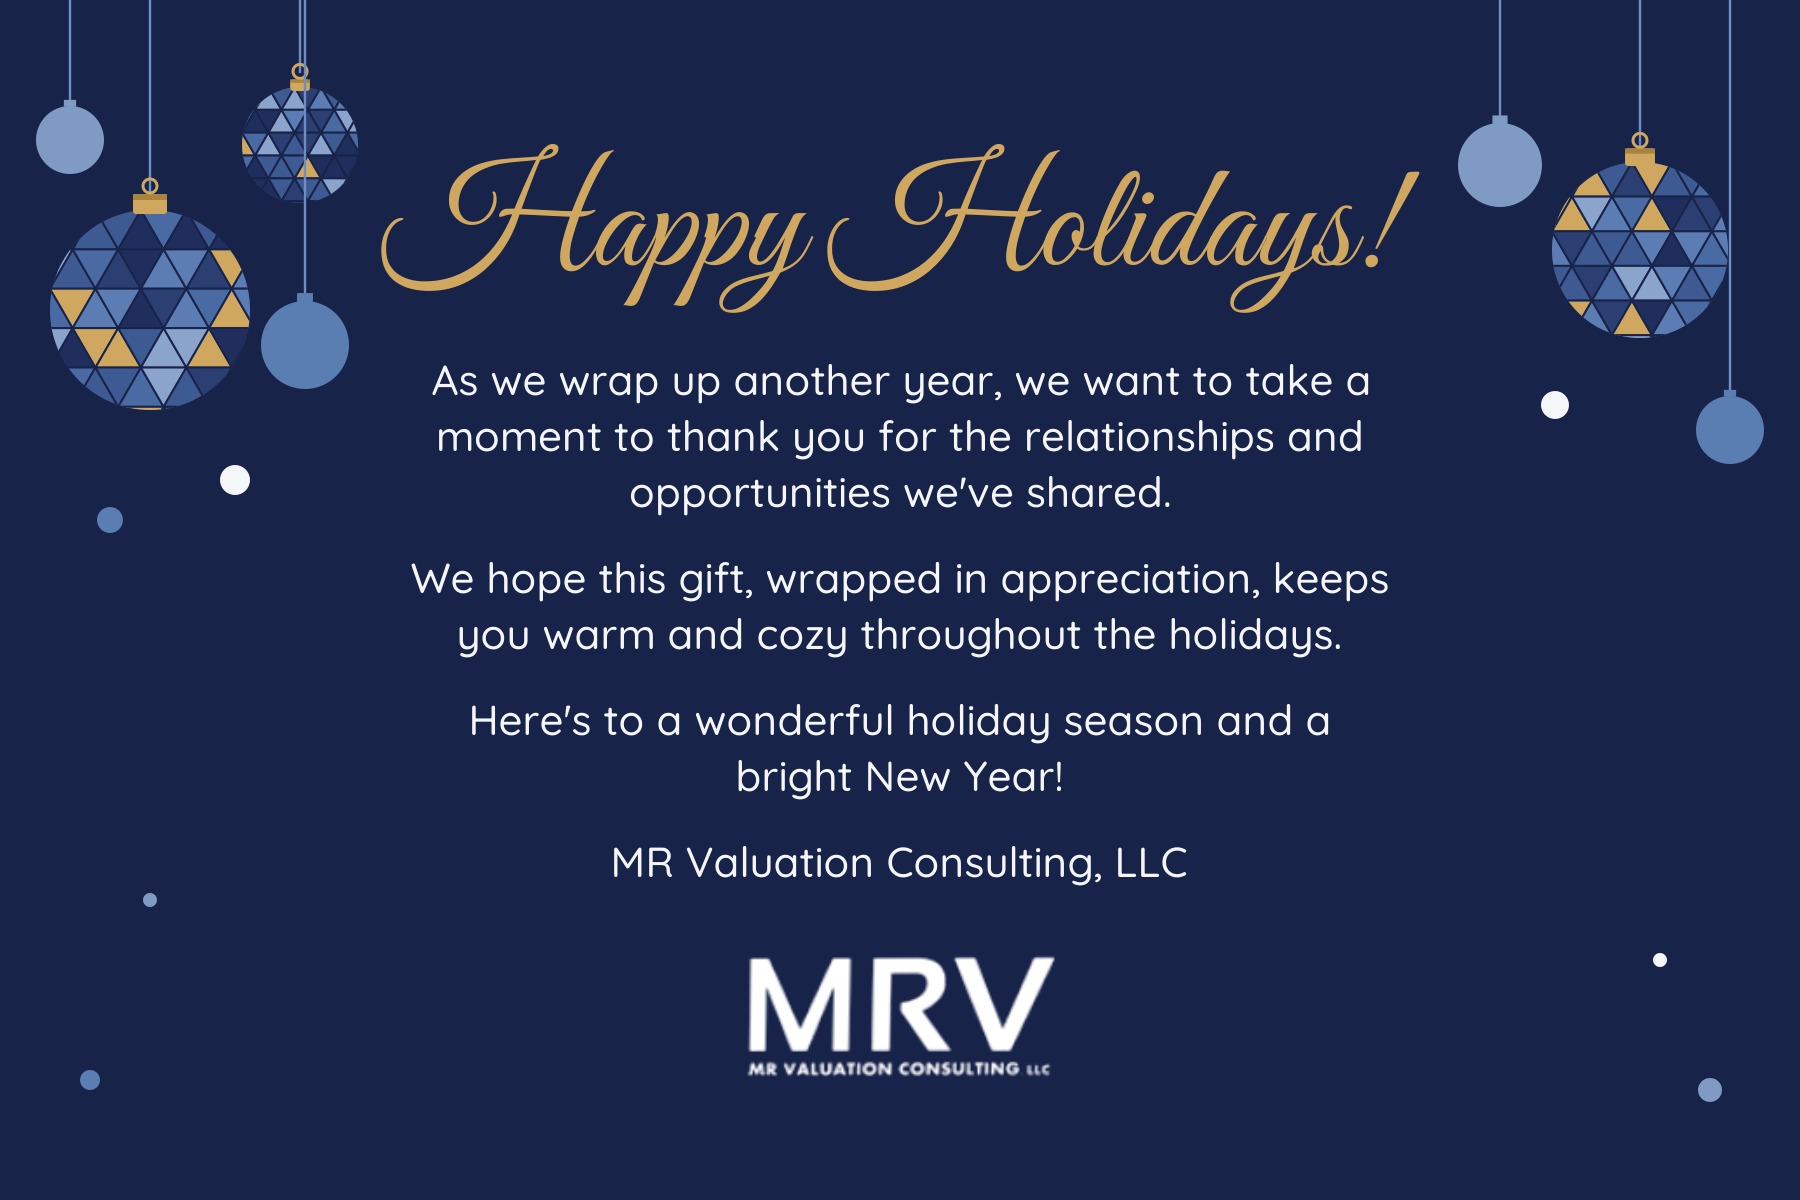 Happy Holidays!
As we wrap up another year, we want to take a
moment to thank you for the relationships and
opportunities we've shared.
We hope this gift, wrapped in appreciation, keeps
you warm and cozy throughout the holidays.
Here's to a wonderful holiday season and a
bright New Year!
MR Valuation Consulting, LLC
MRV
MR VALUATION CONSULTING LLC